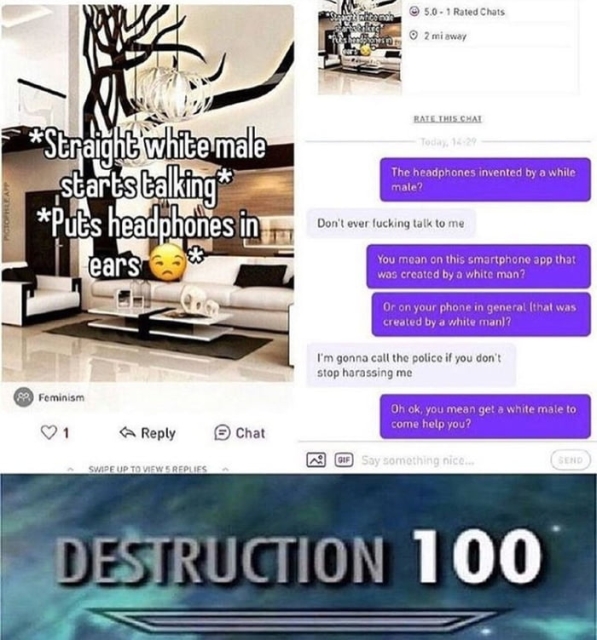 *Straight white male
starts talking*
*Puts headphones in
ears 😒*
Feminism
1
Reply
Chat
SWIPE UP TO VIEW 5 REPLIES
5.0 - 1 Rated Chats
2 mi away
RATE THIS CHAT
Today, 14:29
The headphones invented by a while
male?
Don't ever fucking talk to me
You mean on this smartphone app that
was created by a white man?
Or on your phone in general (that was
created by a white man)?
I'm gonna call the police if you don't
stop harassing me
Oh ok, you mean get a white male to
come help you?
GIF
Say something nice...
SEND
DESTRUCTION 100